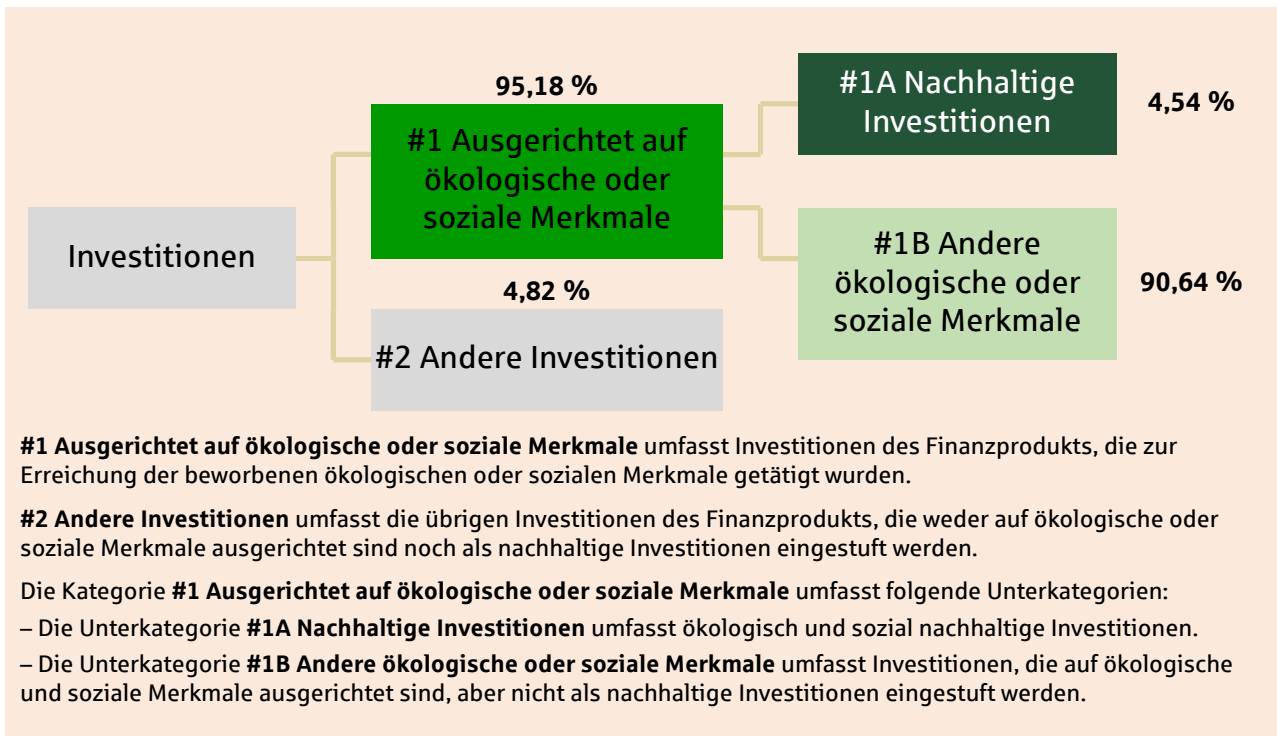 95,18 %
#1 Ausgerichtet auf
ökologische oder
soziale Merkmale
#1A Nachhaltige
Investitionen
4,54 %
Investitionen
#1B Andere
ökologische oder
soziale Merkmale
90,64 %
4,82 %
#2 Andere Investitionen
#1 Ausgerichtet auf ökologische oder soziale Merkmale umfasst Investitionen des Finanzprodukts, die zur
Erreichung der beworbenen ökologischen oder sozialen Merkmale getätigt wurden.
#2 Andere Investitionen umfasst die übrigen Investitionen des Finanzprodukts, die weder auf ökologische oder
soziale Merkmale ausgerichtet sind noch als nachhaltige Investitionen eingestuft werden.
Die Kategorie #1 Ausgerichtet auf ökologische oder soziale Merkmale umfasst folgende Unterkategorien:
– Die Unterkategorie #1A Nachhaltige Investitionen umfasst ökologisch und sozial nachhaltige Investitionen.
– Die Unterkategorie #1B Andere ökologische oder soziale Merkmale umfasst Investitionen, die auf ökologische
und soziale Merkmale ausgerichtet sind, aber nicht als nachhaltige Investitionen eingestuft werden.